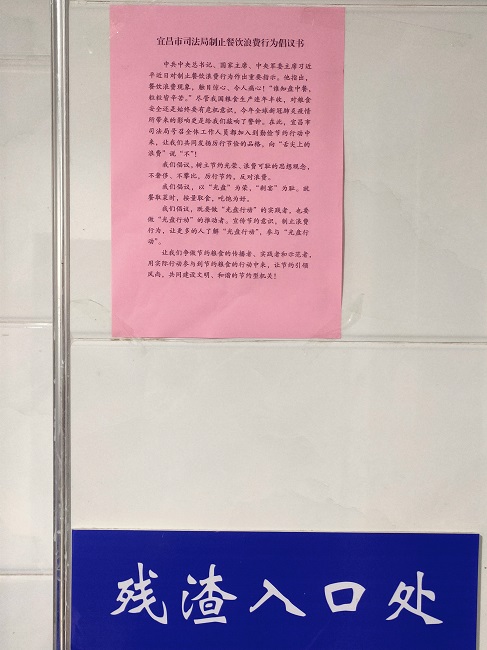 宜昌市司法局制止餐饮浪费行为倡议书
中共中央总书记、国家主席、中央军委主席习近
平近日对制止餐饮浪费行为作出重要指示。他指出，
餐饮浪费现象，触目惊心、令人痛心！“谁知盘中餐，
粒粒皆辛苦。”尽管我国粮食生产连年丰收，对粮食
安全还是始终要有危机意识，今年全球新冠肺炎疫情
所带来的影响更是给我们敲响了警钟。在此，宜昌市
司法局号召全体工作人员都加入到勤俭节约行动中
来，让我们共同发扬厉行节俭的品格，向“舌尖上的
浪费”说“不”！
我们倡议，树立节约光荣、浪费可耻的思想观念，
不奢侈、不攀比，厉行节约，反对浪费。
我们倡议，以“光盘”为荣，“剩宴”为耻。就
餐取菜时，按量取食，吃饱为好。
我们倡议，既要做“光盘行动”的实践者，也要
做“光盘行动”的推动者。宣传节约意识，制止浪费
行为，让更多的人了解“光盘行动”，参与“光盘行
动”。
让我们争做节约粮食的传播者、实践者和示范者，
用实际行动参与到节约粮食的行动中来，让节约引领
风尚，共同建设文明、和谐的节约型机关！
残渣入口处